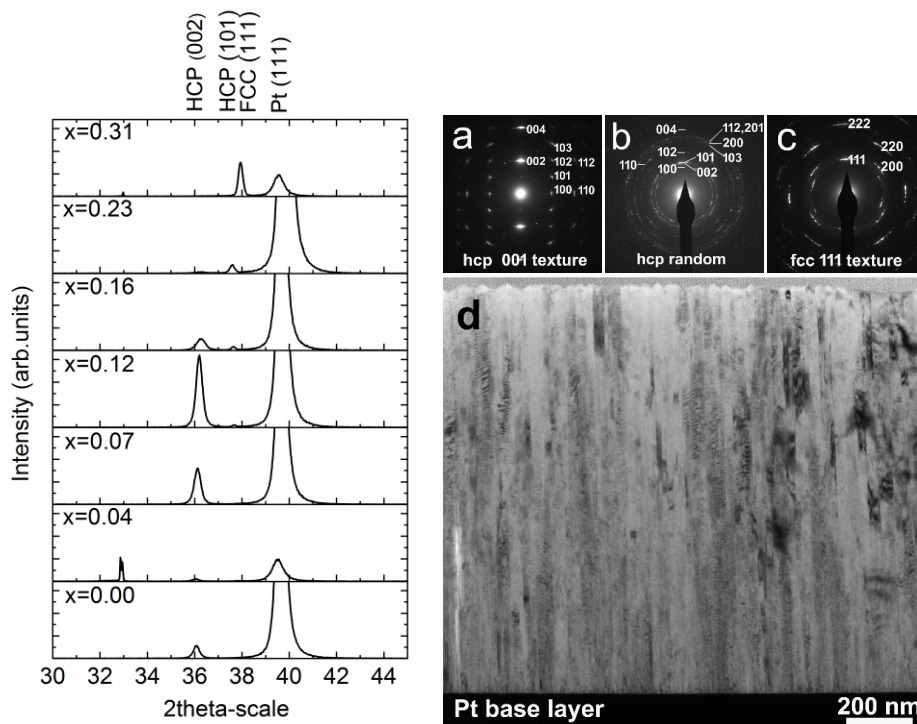 HCP (002)
HCP (101)
FCC (111)
Pt (111)
x=0.31
x=0.23
x=0.16
x=0.12
x=0.07
x=0.04
x=0.00
Intensity (arb.units)
30 32 34 36 38 40 42 44
2theta-scale
a
004
103
002 102 112
101
100 110
hcp 001 texture
b
004 112,201
200
102 101 103
110 100 002
hcp random
c
222
220
111 200
fcc 111 texture
d
Pt base layer
200 nm